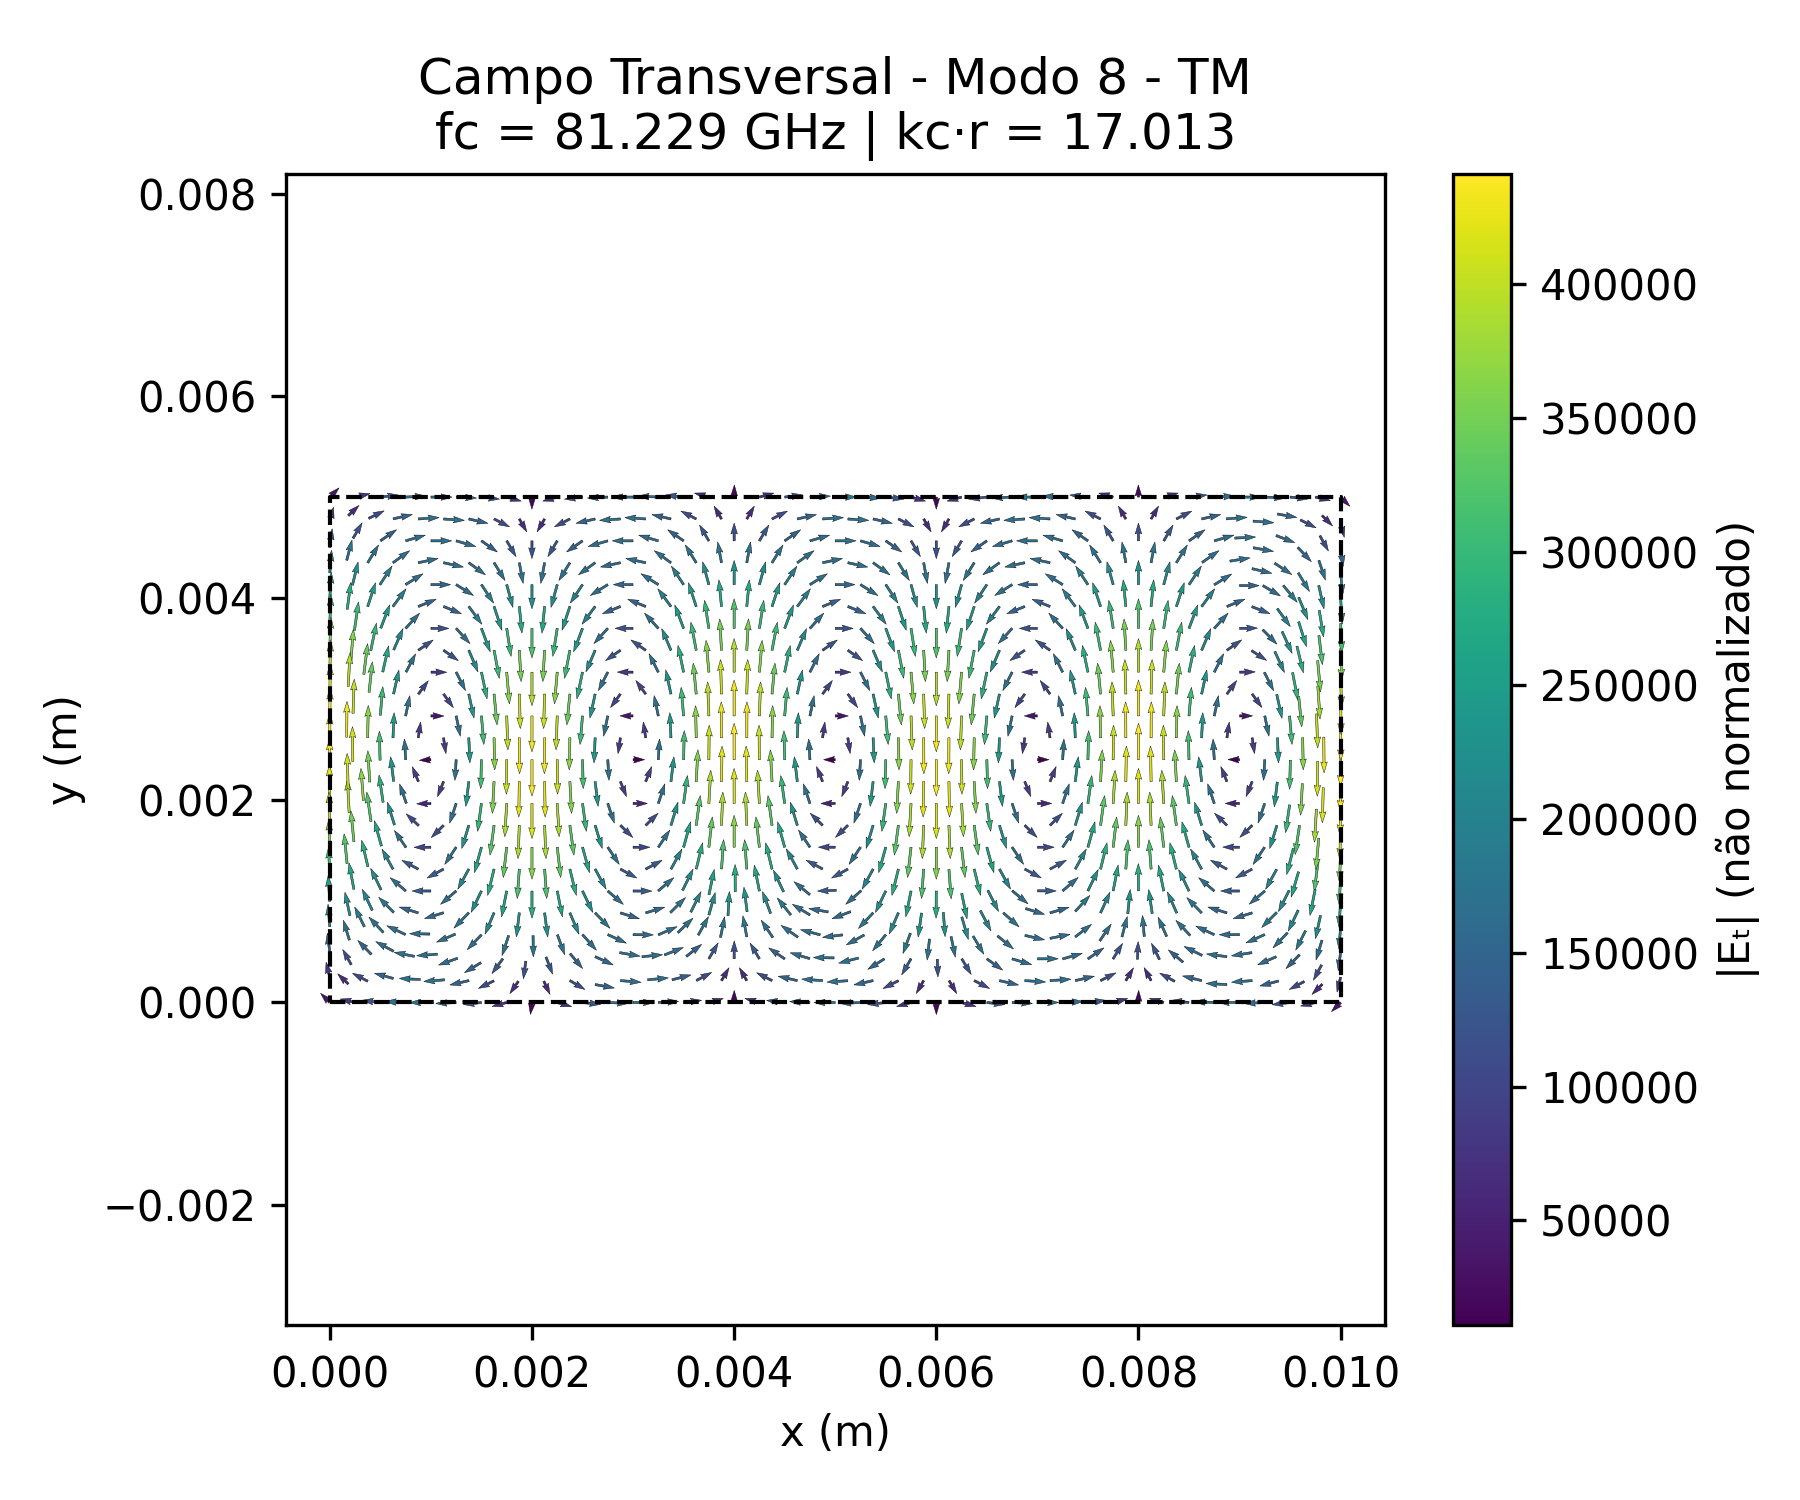 Campo Transversal - Modo 8 - TM
fc = 81.229 GHz | kc·r = 17.013
0.008
0.006
0.004
0.002
0.000
−0.002
y (m)
0.000 0.002 0.004 0.006 0.008 0.010
x (m)
400000
350000
300000
250000
200000
150000
100000
50000
|Eₜ| (não normalizado)